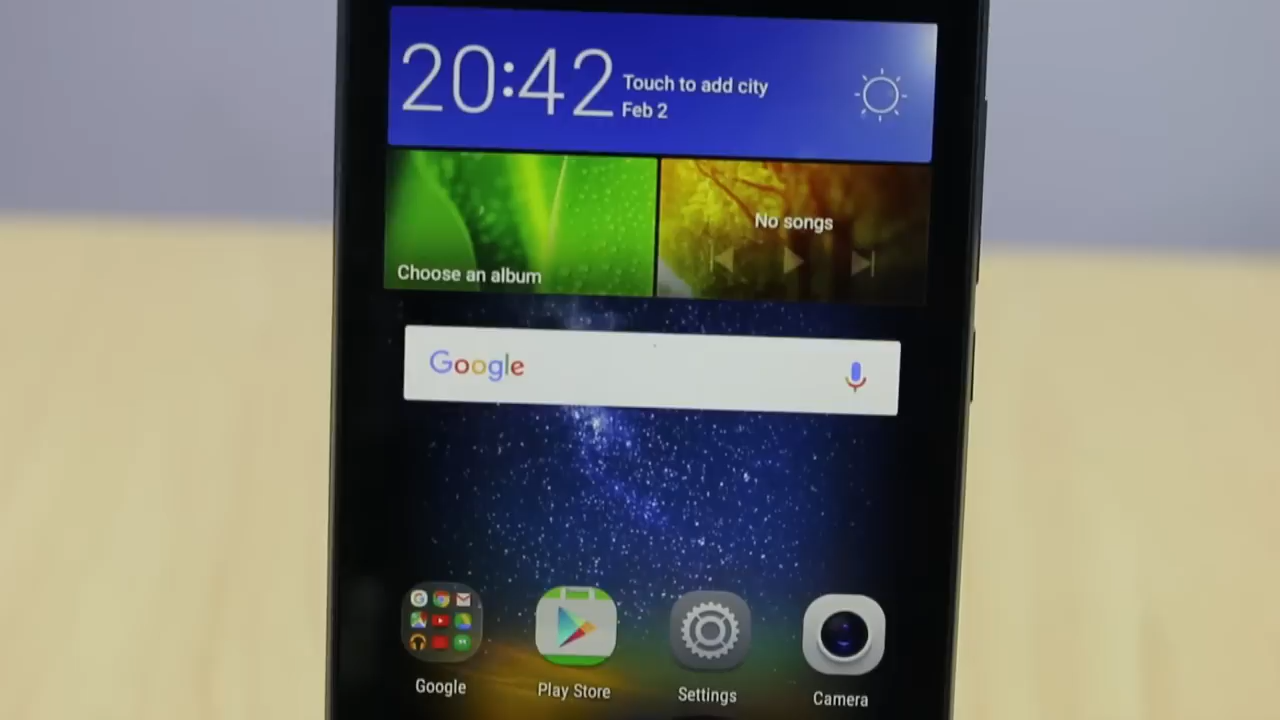 20:42
Touch to add city
Feb 2
Choose an album
No songs
Google
Google
Play Store
Settings
Camera